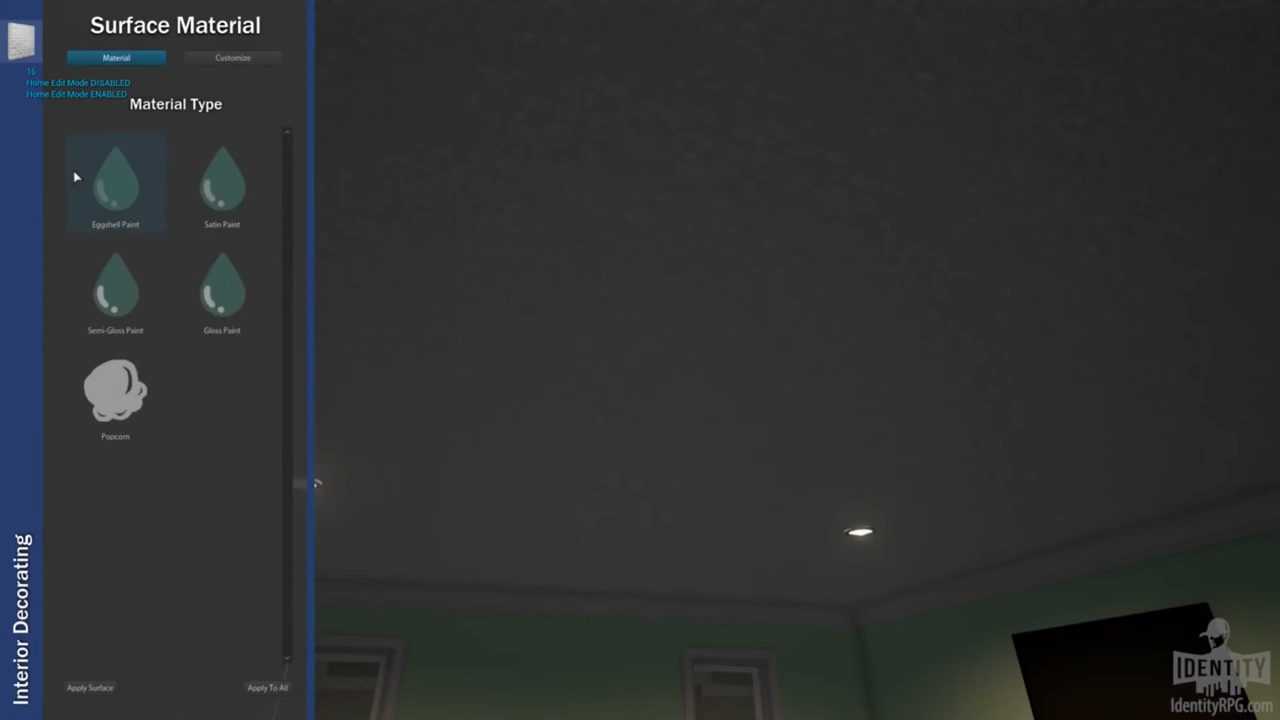 Surface Material
Material
Customize
16
Home Edit Mode DISABLED
Home Edit Mode ENABLED
Material Type
Eggshell Paint
Satin Paint
Semi-Gloss Paint
Gloss Paint
Popcorn
Interior Decorating
Apply Surface
Apply To All
IDENTITY
IdentityRPG.com